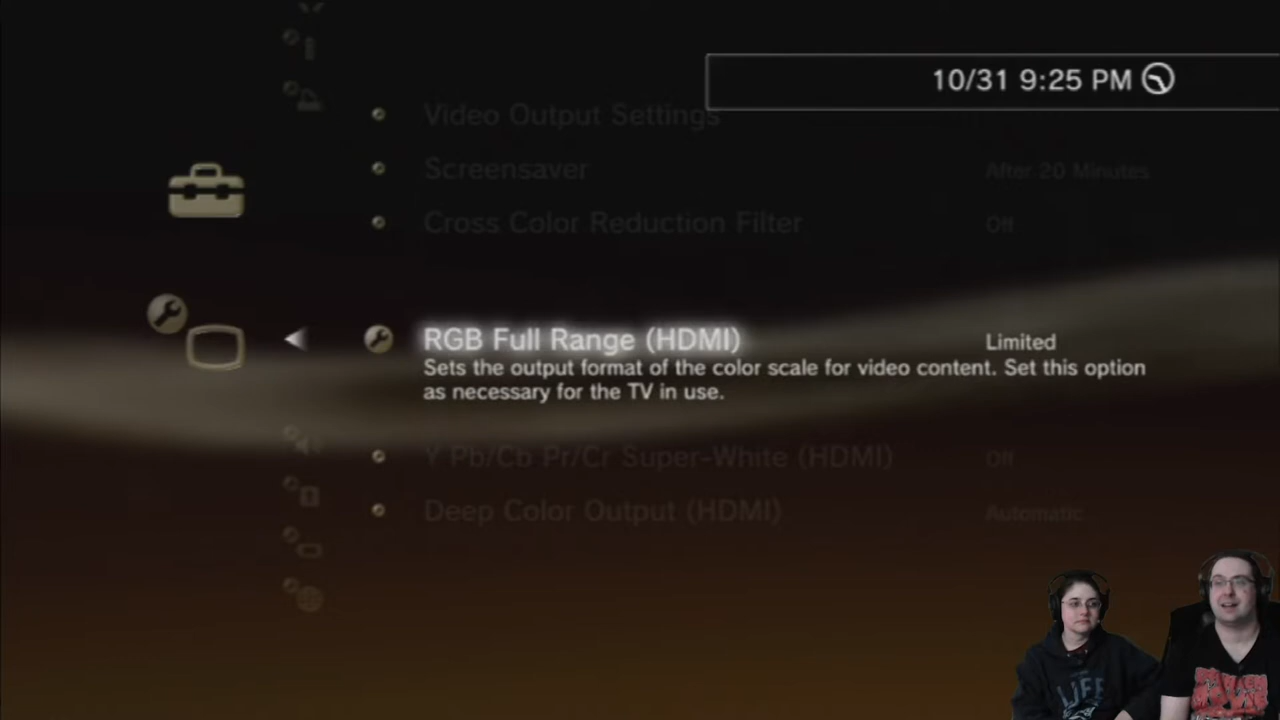 10/31 9:25 PM
Video Output Settings
Screensaver After 20 Minutes
Cross Color Reduction Filter Off
RGB Full Range (HDMI) Limited
Sets the output format of the color scale for video content. Set this option
as necessary for the TV in use.
Y Pb/Cb Pr/Cr Super-White (HDMI) Off
Deep Color Output (HDMI) Automatic
LIFE